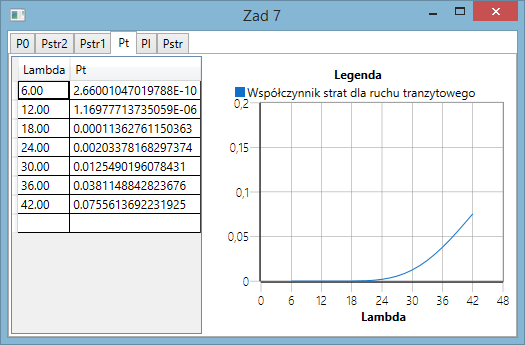 Zad 7
P0 Pstr2 Pstr1 Pt Pl Pstr
Lambda Pt
6.00 2.66001047019788E-10
12.00 1.16977713735059E-06
18.00 0.00011362761150363
24.00 0.00203378168297374
30.00 0.0125490196078431
36.00 0.0381148842823676
42.00 0.0755613692231925
Legenda
Współczynnik strat dla ruchu tranzytowego
0,2
0,15
0,1
0,05
0
0 6 12 18 24 30 36 42 48
Lambda